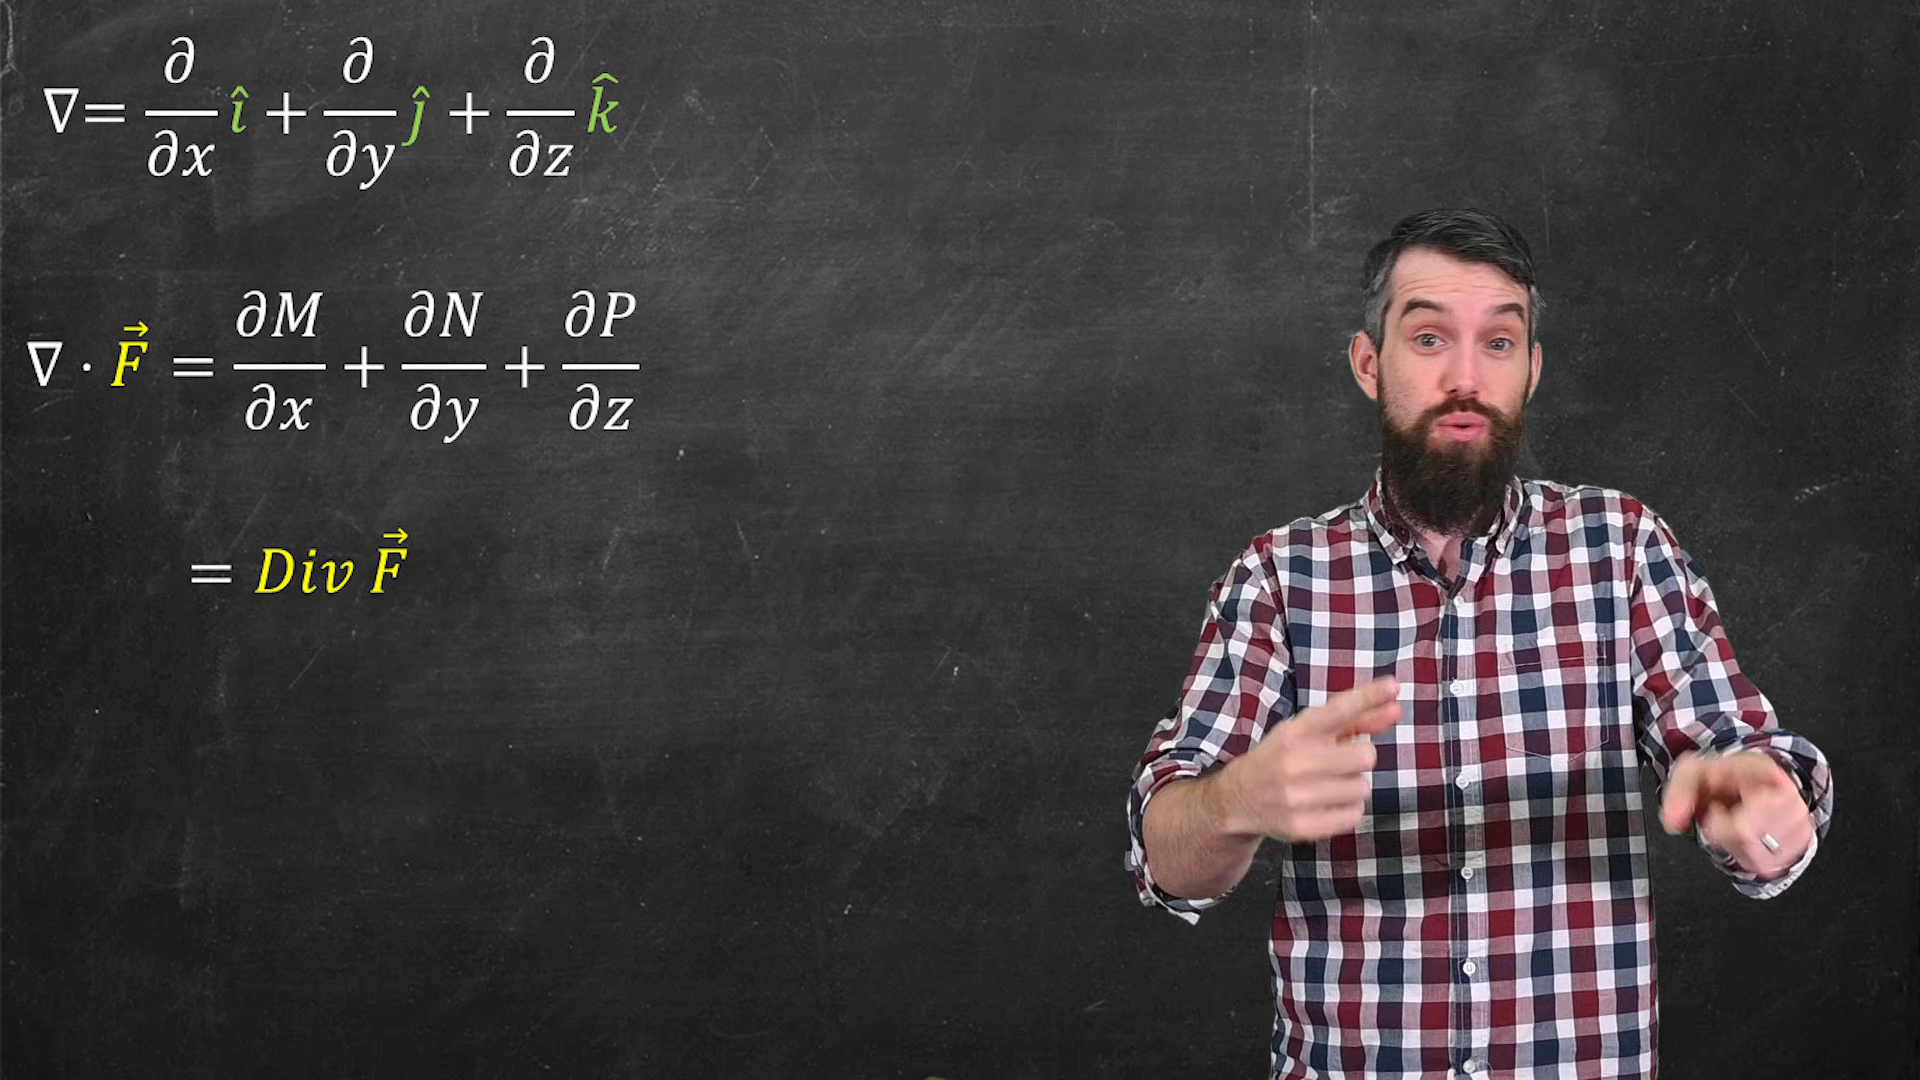 ∇= ∂/∂x î + ∂/∂y ĵ + ∂/∂z k̂
∇ · F⃗ = ∂M/∂x + ∂N/∂y + ∂P/∂z
= Div F⃗